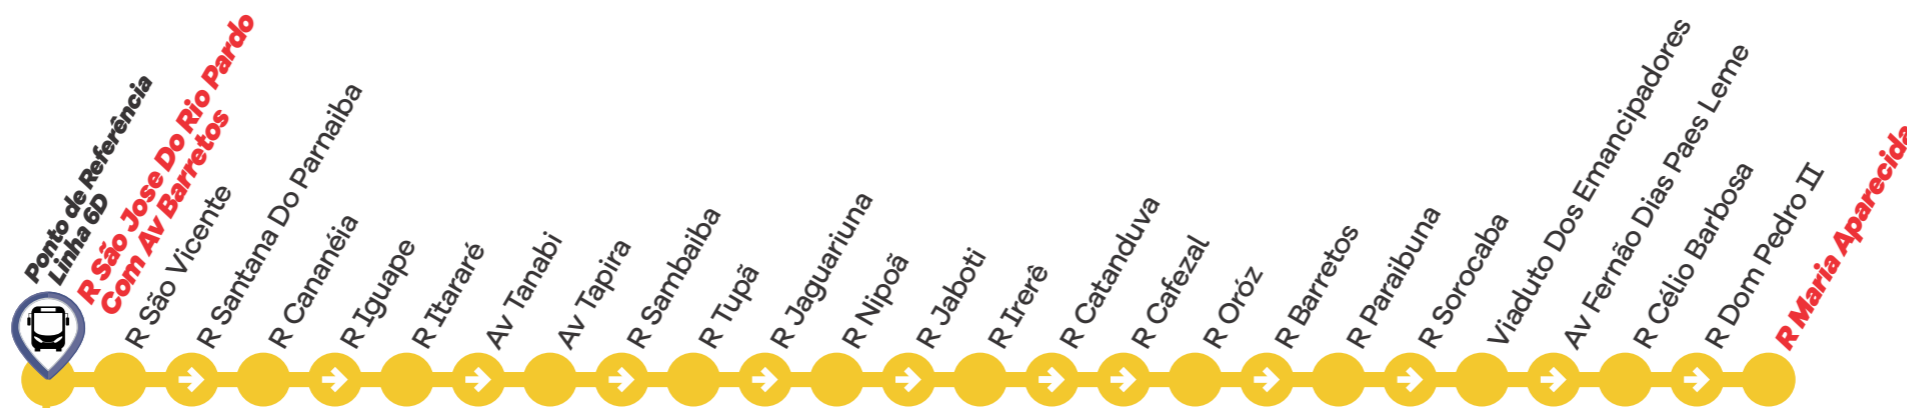 Ponto de Referência
Linha 6D
R São Jose Do Rio Pardo
Com Av Barretos
R São Vicente
R Santana Do Parnaiba
R Cananéia
R Iguape
R Itararé
Av Tanabi
Av Tapira
R Sambaiba
R Tupã
R Jaguariuna
R Nipoã
R Jaboti
R Irerê
R Catanduva
R Cafezal
R Oróz
R Barretos
R Paraibuna
R Sorocaba
Viaduto Dos Emancipadores
Av Fernão Dias Paes Leme
R Célio Barbosa
R Dom Pedro II
R Maria Aparecida